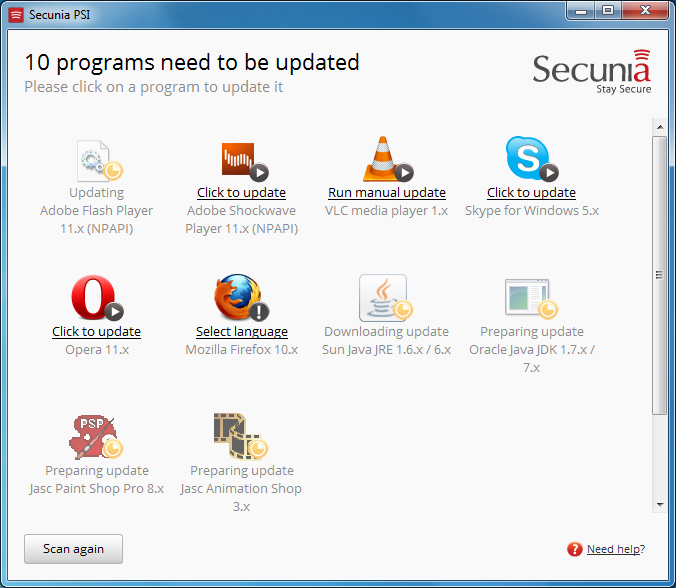 Secunia PSI
10 programs need to be updated
Please click on a program to update it
Secunia
Stay Secure
Updating
Adobe Flash Player
11.x (NPAPI)
Click to update
Adobe Shockwave
Player 11.x (NPAPI)
Run manual update
VLC media player 1.x
Click to update
Skype for Windows 5.x
Click to update
Opera 11.x
Select language
Mozilla Firefox 10.x
Downloading update
Sun Java JRE 1.6.x / 6.x
Preparing update
Oracle Java JDK 1.7.x /
7.x
PSP
Preparing update
Jasc Paint Shop Pro 8.x
Preparing update
Jasc Animation Shop
3.x
Scan again
Need help?